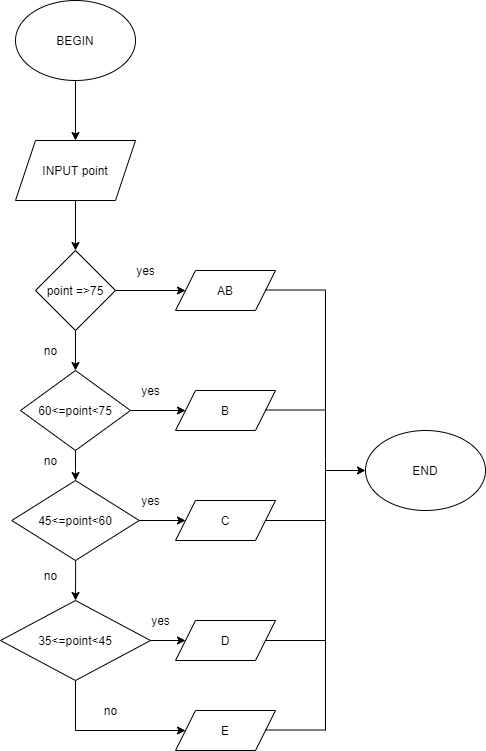 BEGIN
INPUT point
point =>75
yes
AB
no
60<=point<75
yes
B
no
45<=point<60
yes
C
END
no
35<=point<45
yes
D
no
E